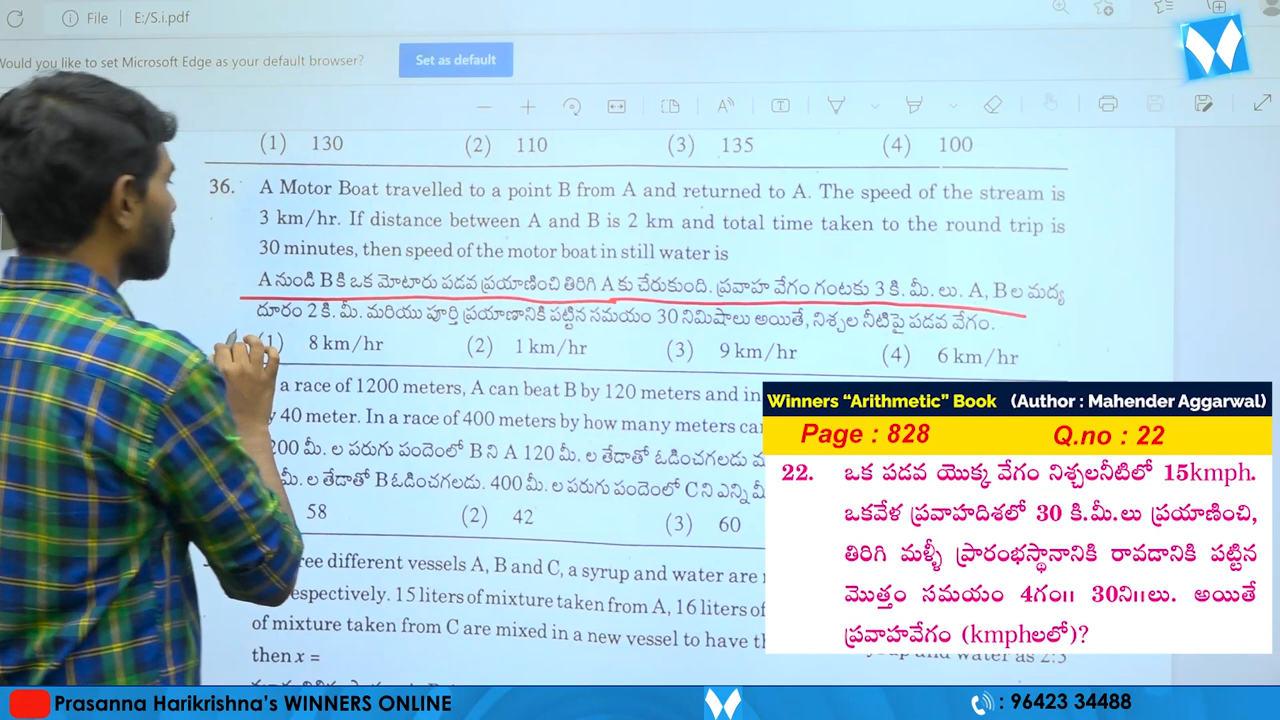 File E:/S.i.pdf
Would you like to set Microsoft Edge as your default browser? Set as default
(1) 130 (2) 110 (3) 135 (4) 100
36. A Motor Boat travelled to a point B from A and returned to A. The speed of the stream is
3 km/hr. If distance between A and B is 2 km and total time taken to the round trip is
30 minutes, then speed of the motor boat in still water is
A నుండి B కి ఒక మోటారు పడవ ప్రయాణించి తిరిగి A కు చేరుకుంది. ప్రవాహ వేగం గంటకు 3 కి. మీ. లు. A, B ల మధ్య
దూరం 2 కి. మీ. మరియు పూర్తి ప్రయాణానికి పట్టిన సమయం 30 నిమిషాలు అయితే, నిశ్చల నీటిపై పడవ వేగం.
(1) 8 km/hr (2) 1 km/hr (3) 9 km/hr (4) 6 km/hr
a race of 1200 meters, A can beat B by 120 meters and in
40 meter. In a race of 400 meters by how many meters
200 మీ. ల పరుగు పందెంలో B ని A 120 మీ. ల తేడాతో ఓడించగలడు
మీ. ల తేడాతో B ఓడించగలడు. 400 మీ. ల పరుగు పందెంలో C ని ఎన్ని
58 (2) 42 (3) 60
different vessels A, B and C, a syrup and water are
respectively. 15 liters of mixture taken from A, 16 liters of
of mixture taken from C are mixed in a new vessel to have
and water as 2:3
then x =
Winners “Arithmetic” Book (Author : Mahender Aggarwal)
Page : 828 Q.no : 22
22. ఒక పడవ యొక్క వేగం నిశ్చలనీటిలో 15kmph.
ఒకవేళ ప్రవాహదిశలో 30 కి.మీ.లు ప్రయాణించి,
తిరిగి మళ్ళీ ప్రారంభస్థానానికి రావడానికి పట్టిన
మొత్తం సమయం 4గం॥ 30ని॥లు. అయితే
ప్రవాహవేగం (kmphలలో)?
Prasanna Harikrishna's WINNERS ONLINE
: 96423 34488